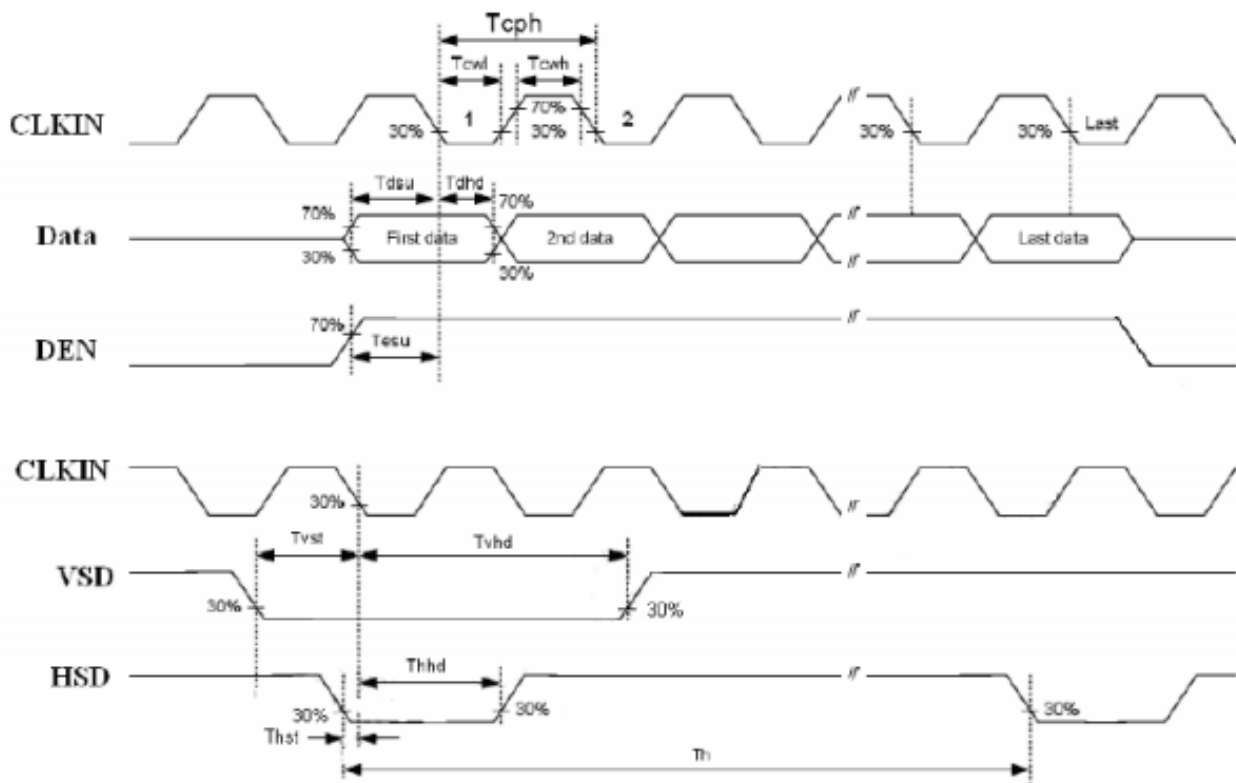 Tcph
Tcwl Tcwh
CLKIN 30% 1 70% 30% 2 30% 30% Last
Tdsu Tdhd
70% 70%
Data First data 2nd data Last data
30% 30%
70%
DEN Tesu
CLKIN 30%
Tvst Tvhd
VSD
30% 30%
HSD Thhd
30% 30% 30%
Thst
Th